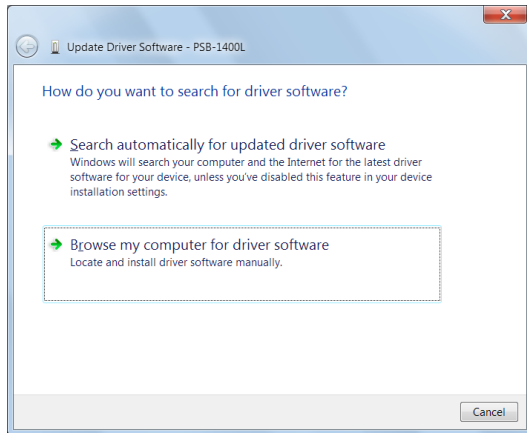 Update Driver Software - PSB-1400L
How do you want to search for driver software?
Search automatically for updated driver software
Windows will search your computer and the Internet for the latest driver
software for your device, unless you've disabled this feature in your device
installation settings.
Browse my computer for driver software
Locate and install driver software manually.
Cancel